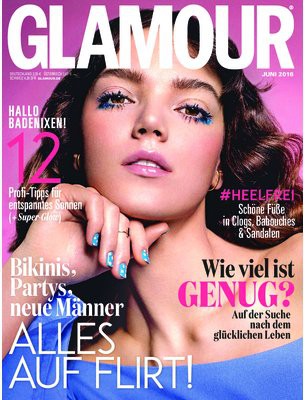 GLAMOUR
JUNI 2018
HALLO
BADENIXEN!
12
Profi-Tipps für
entspanntes Sonnen
(+ Super Glow)
#HEELFREI
Schöne Füße
in Clogs, Babouches
& Sandalen
Bikinis,
Partys,
neue Männer
ALLES
AUF FLIRT!
Wie viel ist
GENUG?
Auf der Suche
nach dem
glücklichen Leben